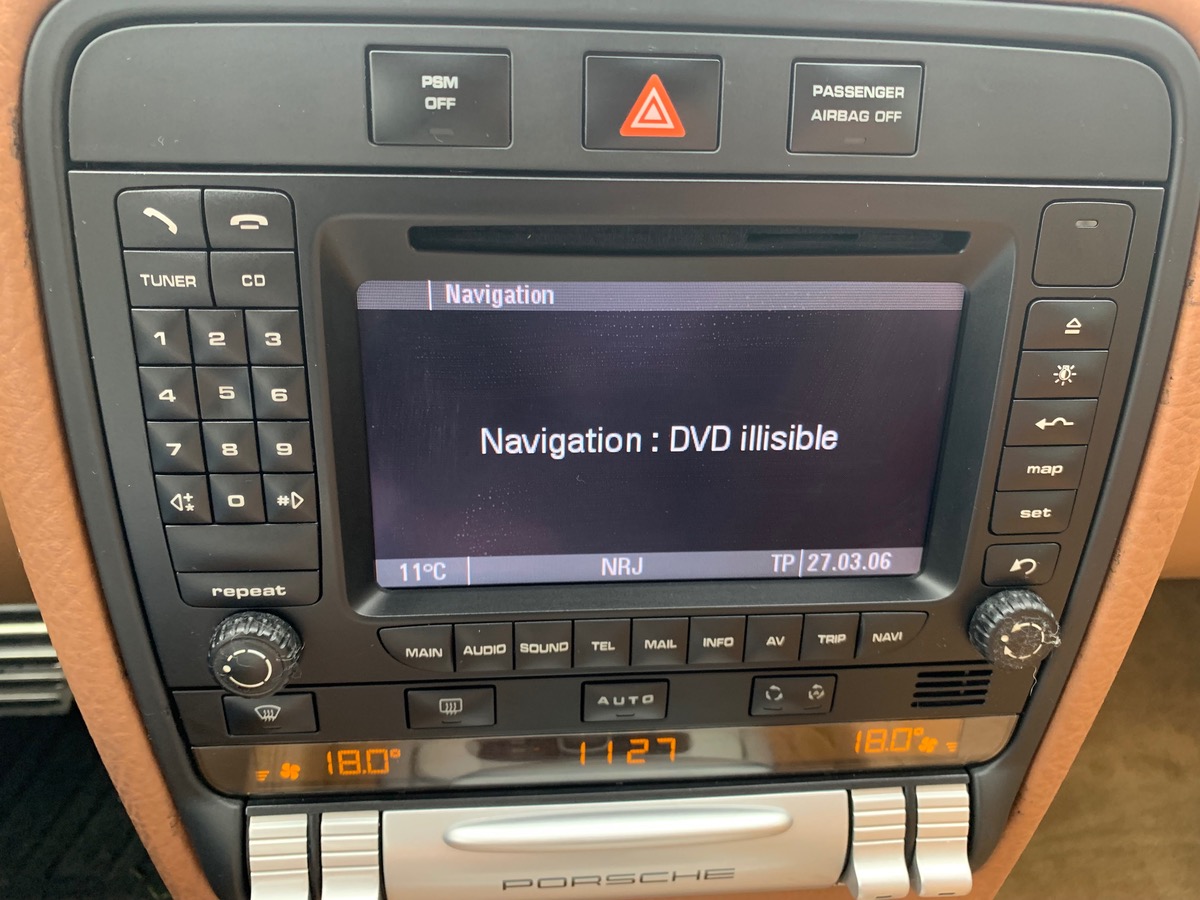 PSM
OFF
PASSENGER
AIRBAG OFF
TUNER CD
1 2 3
4 5 6
7 8 9
* 0 #
repeat
map
set
Navigation
Navigation : DVD illisible
11°C NRJ TP 27.03.06
MAIN AUDIO SOUND TEL MAIL INFO AV TRIP NAVI
AUTO
18.0° 1127 18.0°
PORSCHE